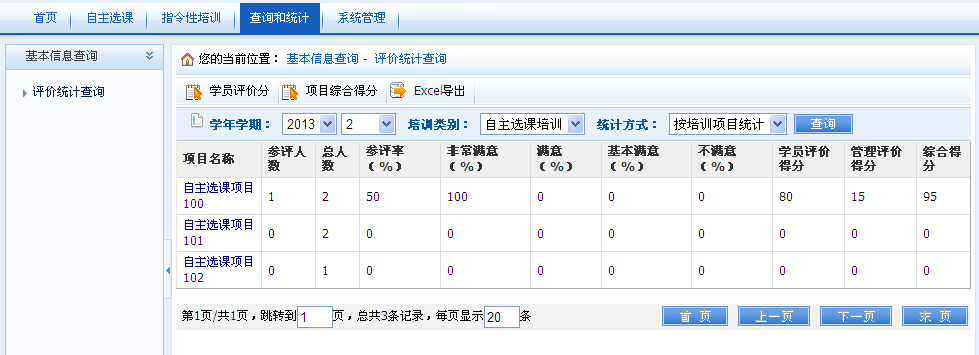 首页 自主选课 指令性培训 查询和统计 系统管理
基本信息查询
评价统计查询
您的当前位置： 基本信息查询 - 评价统计查询
学员评价分 项目综合得分 Excel导出
学年学期： 2013 2 培训类别： 自主选课培训 统计方式： 按培训项目统计 查询
项目名称 参评人数 总人数 参评率（%） 非常满意（%） 满意（%） 基本满意（%） 不满意（%） 学员评价得分 管理评价得分 综合得分
自主选课项目100 1 2 50 100 0 0 0 80 15 95
自主选课项目101 0 2 0 0 0 0 0 0 0 0
自主选课项目102 0 1 0 0 0 0 0 0 0 0
第1页/共1页，跳转到 1 页，总共3条记录，每页显示 20 条 首 页 上一页 下一页 末 页